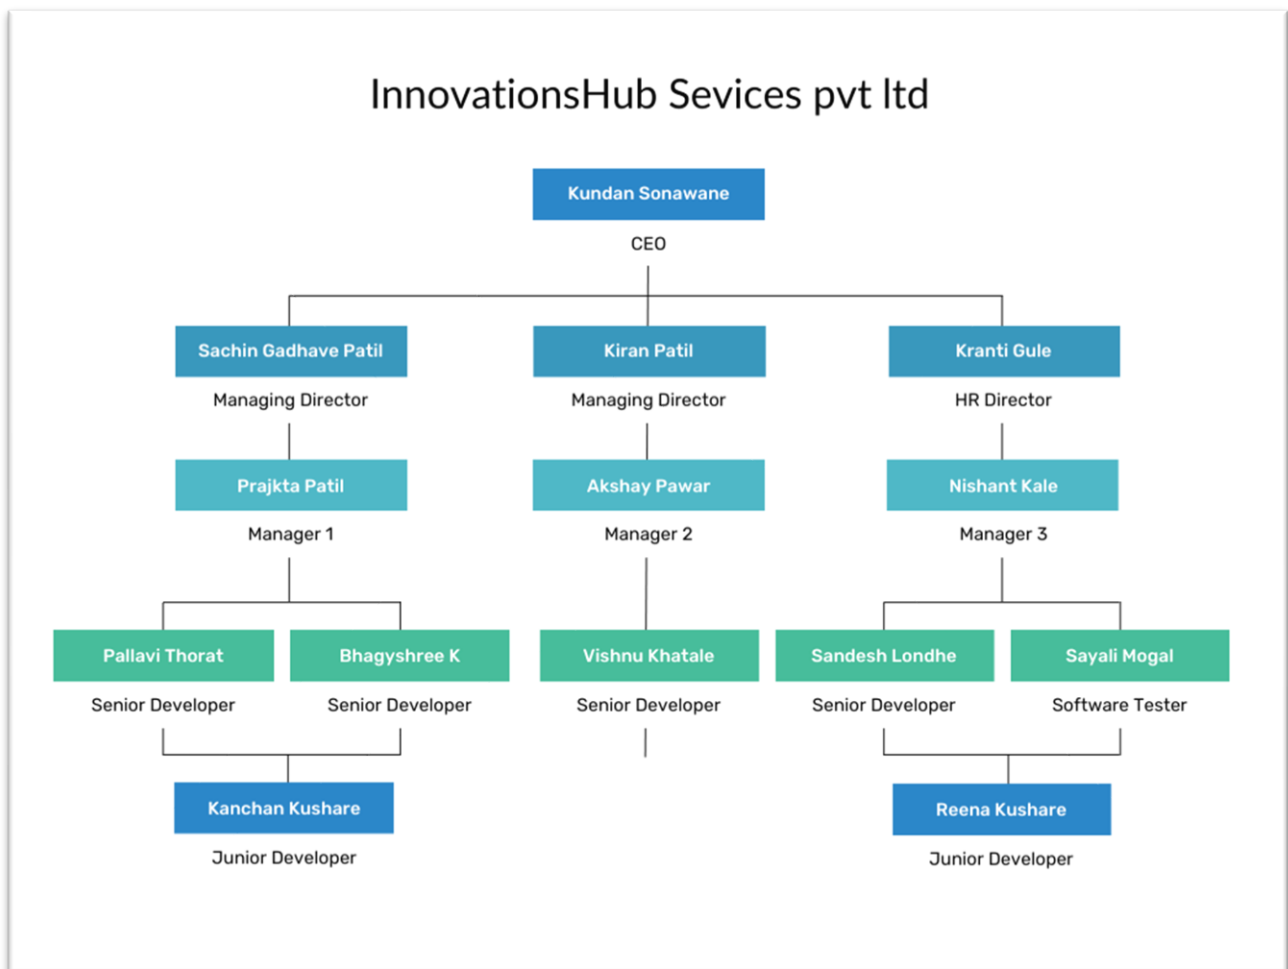 InnovationsHub Sevices pvt ltd
Kundan Sonawane
CEO
Sachin Gadhave Patil
Kiran Patil
Kranti Gule
Managing Director
Managing Director
HR Director
Prajkta Patil
Akshay Pawar
Nishant Kale
Manager 1
Manager 2
Manager 3
Pallavi Thorat
Bhagyshree K
Vishnu Khatale
Sandesh Londhe
Sayali Mogal
Senior Developer
Senior Developer
Senior Developer
Senior Developer
Software Tester
Kanchan Kushare
Reena Kushare
Junior Developer
Junior Developer